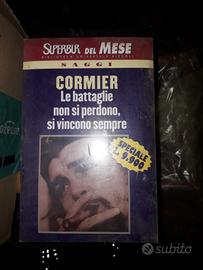 SUPERBUR DEL MESE
BIBLIOTECA UNIVERSALE RIZZOLI
SAGGI
CORMIER
Le battaglie
non si perdono,
si vincono sempre
SPECIALE
L. 9.900
subito